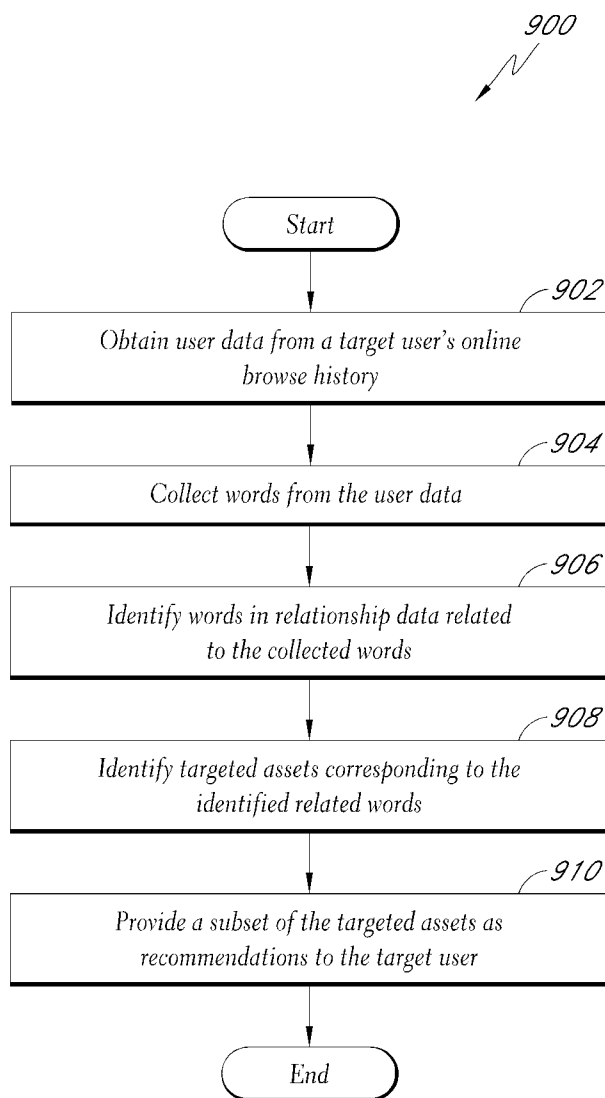 900
Start
902
Obtain user data from a target user's online
browse history
904
Collect words from the user data
906
Identify words in relationship data related
to the collected words
908
Identify targeted assets corresponding to the
identified related words
910
Provide a subset of the targeted assets as
recommendations to the target user
End